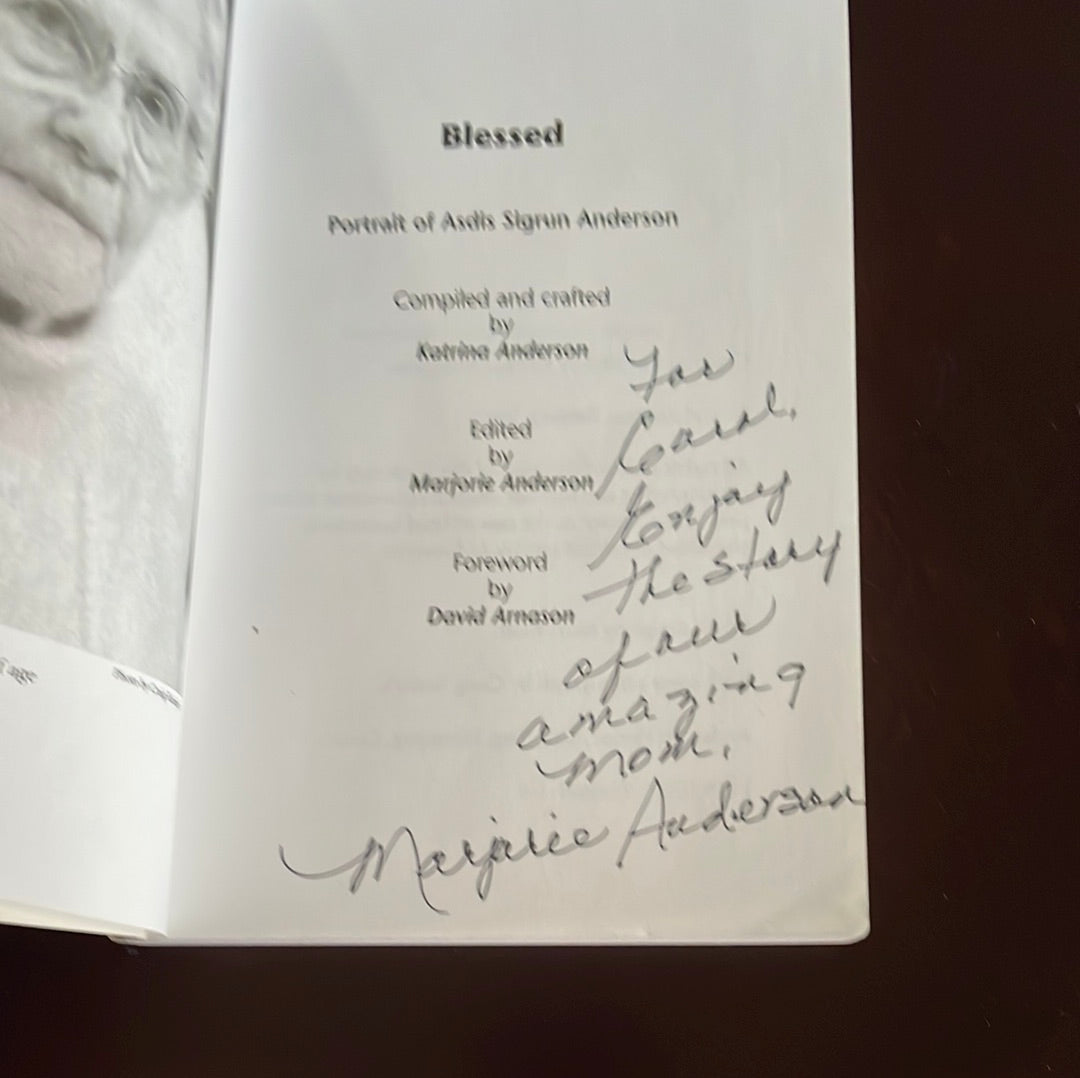 Blessed
Portrait of Asdis Sigrun Anderson
Compiled and crafted
by
Katrina Anderson
Edited
by
Marjorie Anderson
Foreword
by
David Arnason
For
Carol,
Enjoy
the story
of our
amazing
mom.
Marjorie Anderson
age